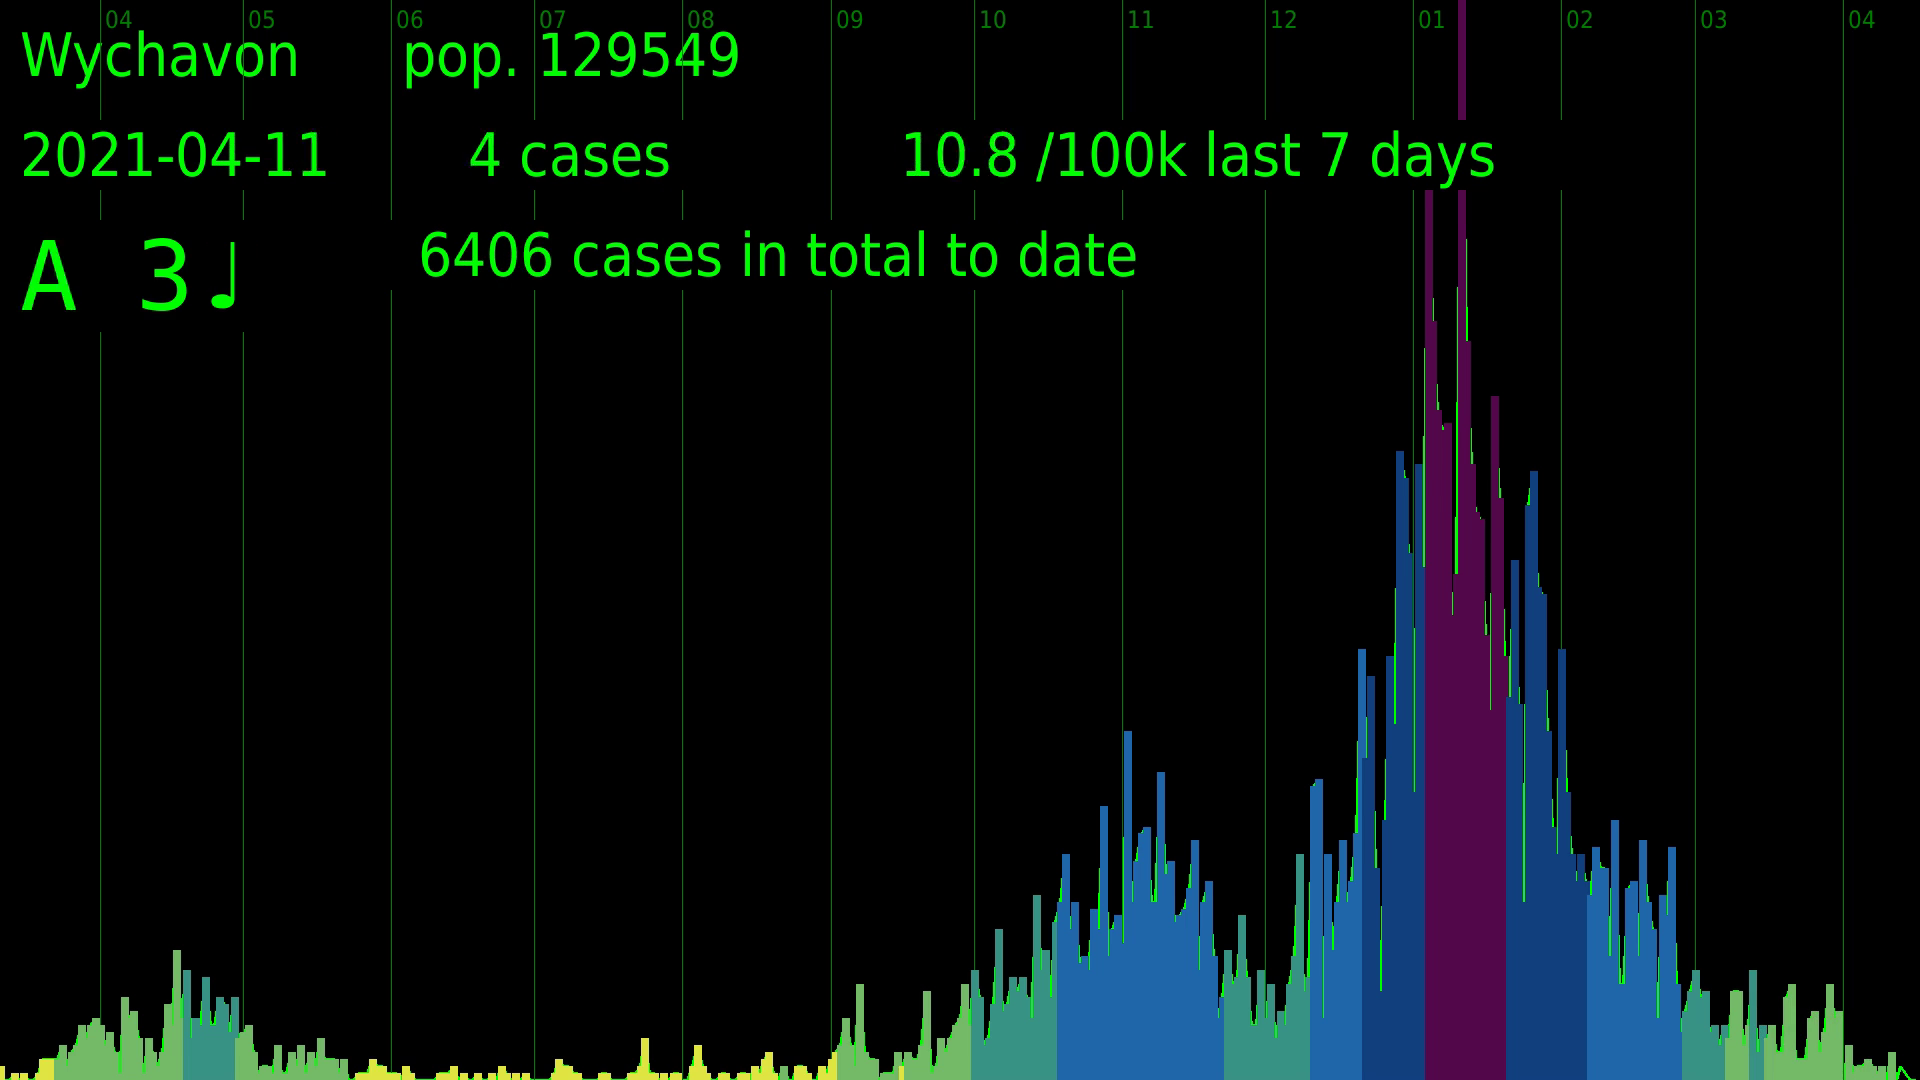 04 05 06 07 08 09 10 11 12 01 02 03 04
Wychavon pop. 129549
2021-04-11 4 cases 10.8 /100k last 7 days
A 3♩ 6406 cases in total to date